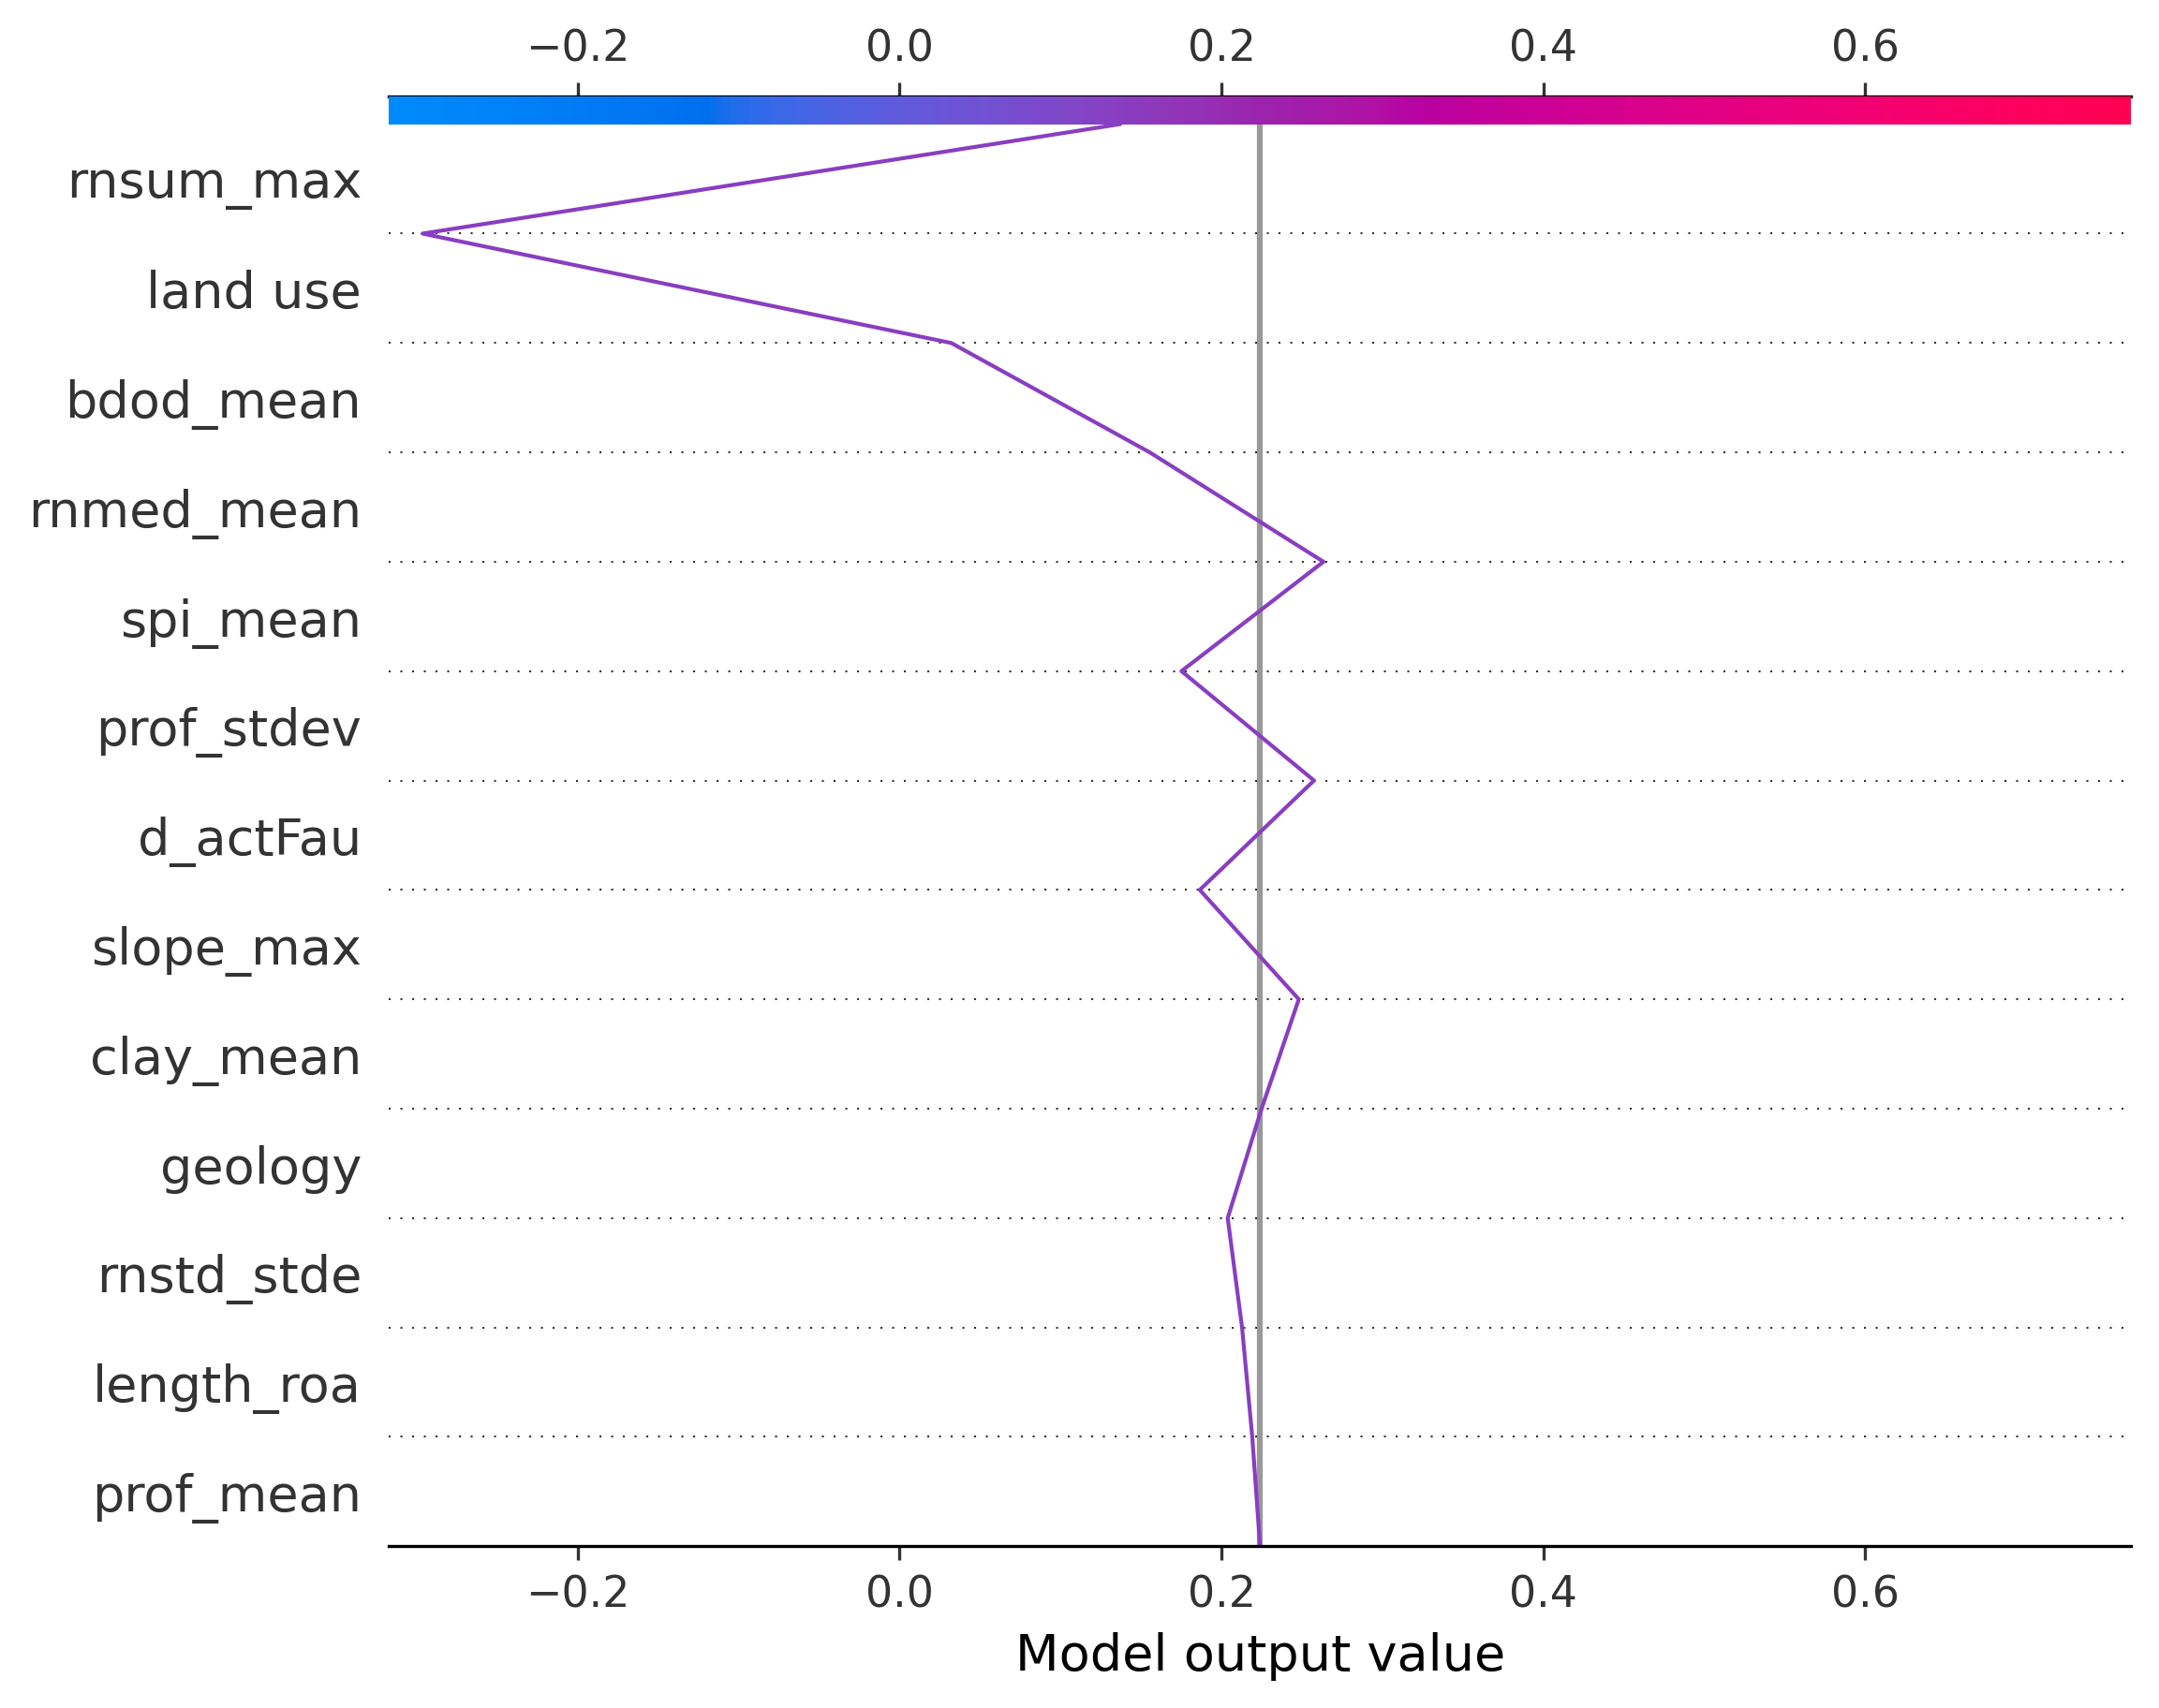 −0.2 0.0 0.2 0.4 0.6
rnsum_max
land use
bdod_mean
rnmed_mean
spi_mean
prof_stdev
d_actFau
slope_max
clay_mean
geology
rnstd_stde
length_roa
prof_mean
−0.2 0.0 0.2 0.4 0.6
Model output value